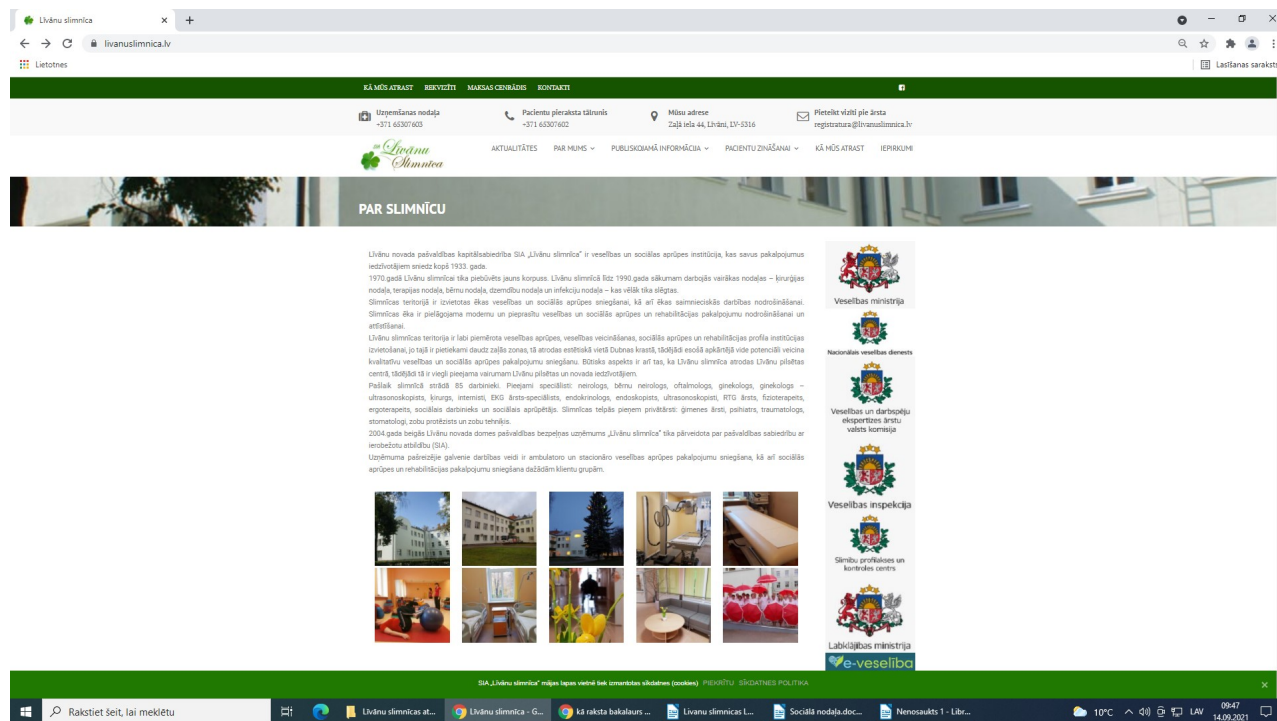 Līvānu slimnīca
livanuslimnica.lv
Lietotnes
Lasīšanas saraksts
KĀ MŪS ATRAST REKVIZĪTI MAKSAS CENRĀDIS KONTAKTI
Uzņemšanas nodaļa
+371 65307603
Pacientu pieraksta tālrunis
+371 65307602
Mūsu adrese
Zaļā iela 44, Līvāni, LV-5316
Pieteikt vizīti pie ārsta
registratura@livanuslimnica.lv
SIA Līvānu
Slimnīca
AKTUALITĀTES PAR MUMS PUBLISKOJAMĀ INFORMĀCIJA PACIENTU ZINĀŠANAI KĀ MŪS ATRAST IEPIRKUMI
PAR SLIMNĪCU
Līvānu novada pašvaldības kapitālsabiedrība SIA „Līvānu slimnīca” ir veselības un sociālās aprūpes institūcija, kas savus pakalpojumus
iedzīvotājiem sniedz kopš 1933. gada.
1970.gadā Līvānu slimnīcai tika piebūvēts jauns korpuss. Līvānu slimnīcā līdz 1990.gada sākumam darbojās vairākas nodaļas – ķirurģijas
nodaļa, terapijas nodaļa, bērnu nodaļa, dzemdību nodaļa un infekciju nodaļa – kas vēlāk tika slēgtas.
Slimnīcas teritorijā ir izvietotas ēkas veselības un sociālās aprūpes sniegšanai, kā arī ēkas saimnieciskās darbības nodrošināšanai.
Slimnīcas ēka ir pielāgojama modernu un pieprasītu veselības un sociālās aprūpes un rehabilitācijas pakalpojumu nodrošināšanai un
attīstīšanai.
Līvānu slimnīcas teritorija ir labi piemērota veselības aprūpes, veselības veicināšanas, sociālās aprūpes un rehabilitācijas profila institūcijas
izvietošanai, jo tajā ir pietiekami daudz zaļās zonas, tā atrodas estētiskā vietā Dubnas krastā, tādējādi esošā apkārtējā vide potenciāli veicina
kvalitatīvu veselības un sociālās aprūpes pakalpojumu sniegšanu. Būtisks aspekts ir arī tas, ka Līvānu slimnīca atrodas Līvānu pilsētas
centrā, tādējādi tā ir viegli pieejama vairumam Līvānu pilsētas un novada iedzīvotājiem.
Pašlaik slimnīcā strādā 85 darbinieki. Pieejami speciālisti: neirologs, bērnu neirologs, oftalmologs, ginekologs, ginekologs –
ultrasonoskopists, ķirurgs, internisti, EKG ārsts-speciālists, endokrinologs, endoskopists, ultrasonoskopisti, RTG ārsts, fizioterapeits,
ergoterapeits, sociālais darbinieks un sociālais aprūpētājs. Slimnīcas telpās pieņem privātārsti: ģimenes ārsti, psihiatrs, traumatologs,
stomatologi, zobu protēzists un zobu tehniķis.
2004.gada beigās Līvānu novada domes pašvaldības bezpeļņas uzņēmums „Līvānu slimnīca” tika pārveidota par pašvaldības sabiedrību ar
ierobežotu atbildību (SIA).
Uzņēmuma pašreizējie galvenie darbības veidi ir ambulatoro un stacionāro veselības aprūpes pakalpojumu sniegšana, kā arī sociālās
aprūpes un rehabilitācijas pakalpojumu sniegšana dažādām klientu grupām.
Veselības ministrija
Nacionālais veselības dienests
Veselības un darbspēju
ekspertīzes ārstu
valsts komisija
Veselības inspekcija
Slimību profilakses un
kontroles centrs
Labklājības ministrija
e-veselība
SIA „Līvānu slimnīca” mājas lapas vietnē tiek izmantotas sīkdatnes (cookies) PIEKRĪTU SĪKDATNES POLITIKA
Rakstiet šeit, lai meklētu
Līvānu slimnīcas at...
Līvānu slimnīca - G...
kā raksta bakalaurs ...
Livanu slimnicas L...
Sociālā nodaļa.doc...
Nenosaukts 1 - Libr...
10°C
LAV
09:47
14.09.2021